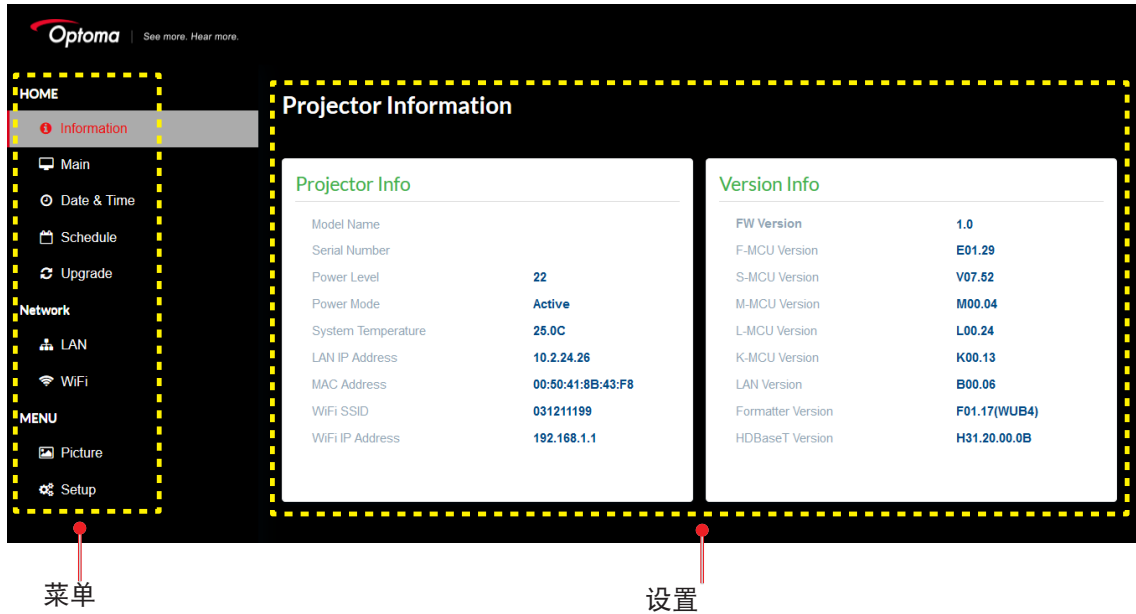 Optoma See more. Hear more.
HOME
Information
Main
Date & Time
Schedule
Upgrade
Network
LAN
WiFi
MENU
Picture
Setup
Projector Information
Projector Info
Model Name
Serial Number
Power Level 22
Power Mode Active
System Temperature 25.0C
LAN IP Address 10.2.24.26
MAC Address 00:50:41:8B:43:F8
WiFi SSID 031211199
WiFi IP Address 192.168.1.1
Version Info
FW Version 1.0
F-MCU Version E01.29
S-MCU Version V07.52
M-MCU Version M00.04
L-MCU Version L00.24
K-MCU Version K00.13
LAN Version B00.06
Formatter Version F01.17(WUB4)
HDBaseT Version H31.20.00.0B
菜单
设置